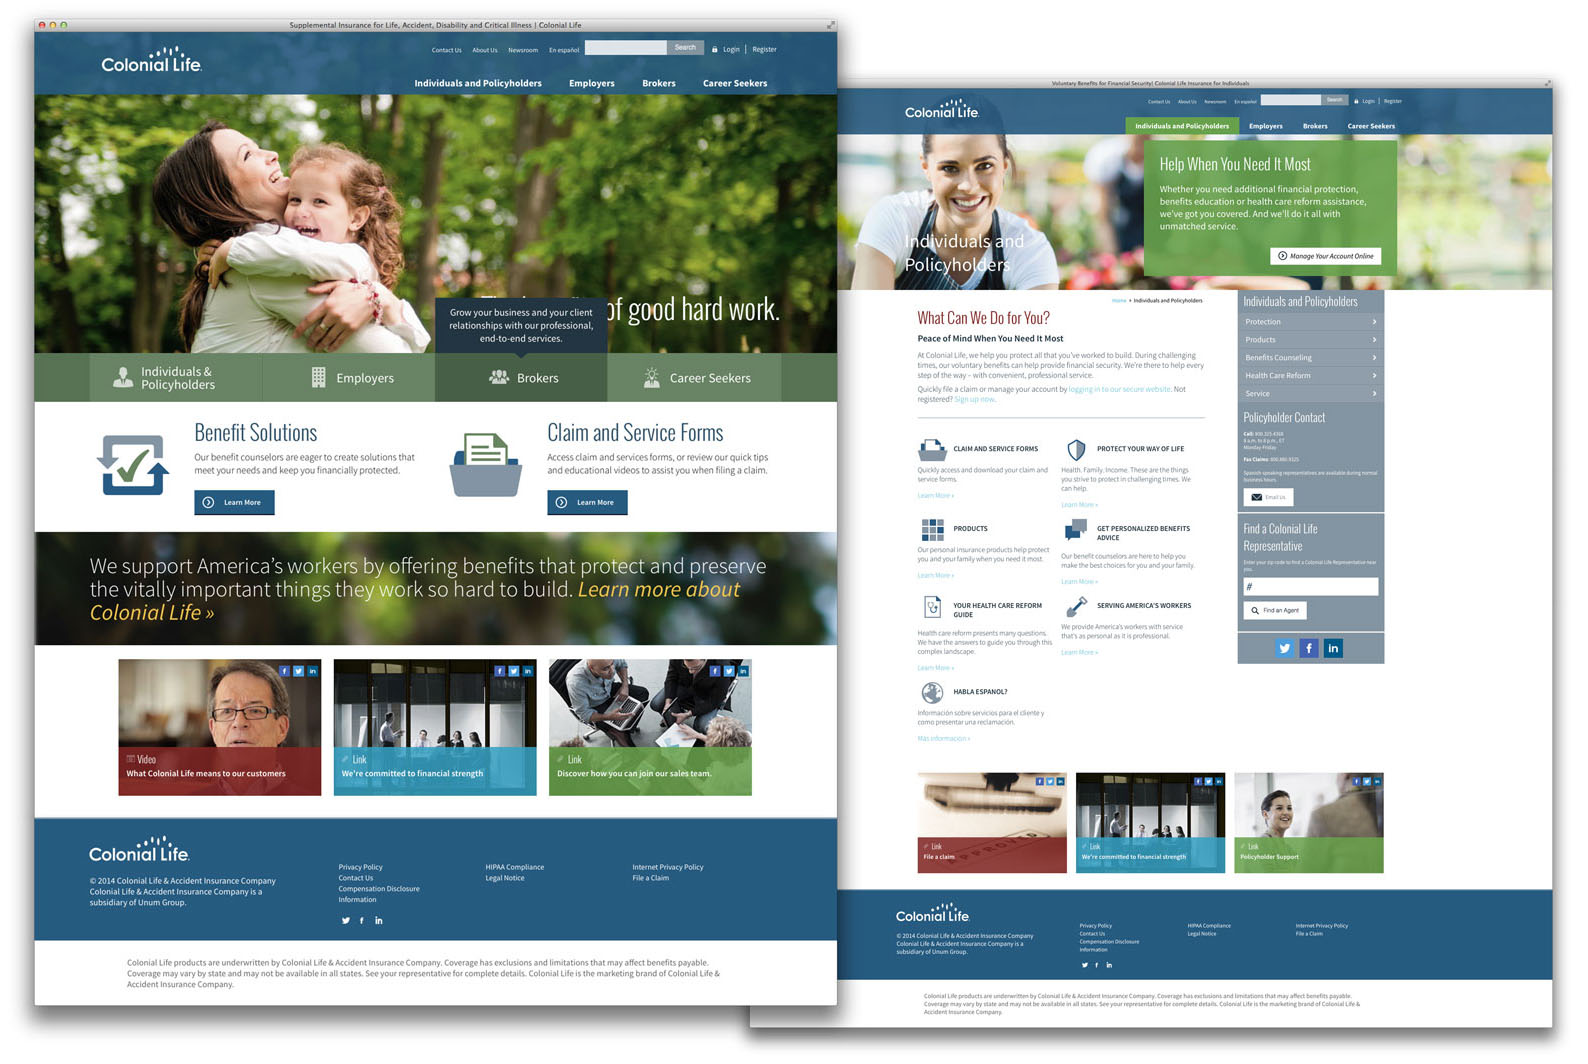 Supplemental Insurance for Life, Accident, Disability and Critical Illness | Colonial Life
Colonial Life.
Contact Us
About Us
Newsroom
En español
Search
Login
Register
Individuals and Policyholders
Employers
Brokers
Career Seekers
of good hard work.
Grow your business and your client
relationships with our professional,
end-to-end services.
Individuals &
Policyholders
Employers
Brokers
Career Seekers
Benefit Solutions
Our benefit counselors are eager to create solutions that
meet your needs and keep you financially protected.
Learn More
Claim and Service Forms
Access claim and services forms, or review our quick tips
and educational videos to assist you when filing a claim.
Learn More
We support America's workers by offering benefits that protect and preserve
the vitally important things they work so hard to build. Learn more about
Colonial Life »
Video
What Colonial Life means to our customers
Link
We're committed to financial strength
Link
Discover how you can join our sales team.
Colonial Life.
© 2014 Colonial Life & Accident Insurance Company
Colonial Life & Accident Insurance Company is a
subsidiary of Unum Group.
Privacy Policy
Contact Us
Compensation Disclosure
Information
HIPAA Compliance
Legal Notice
Internet Privacy Policy
File a Claim
Colonial Life products are underwritten by Colonial Life & Accident Insurance Company. Coverage has exclusions and limitations that may affect benefits payable.
Coverage may vary by state and may not be available in all states. See your representative for complete details. Colonial Life is the marketing brand of Colonial Life &
Accident Insurance Company.
Voluntary Benefits for Financial Security| Colonial Life Insurance for Individuals
Colonial Life.
Contact Us
About Us
Newsroom
En español
Search
Login
Register
Individuals and Policyholders
Employers
Brokers
Career Seekers
Individuals and
Policyholders
Help When You Need It Most
Whether you need additional financial protection,
benefits education or health care reform assistance,
we've got you covered. And we'll do it all with
unmatched service.
Manage Your Account Online
Home
Individuals and Policyholders
What Can We Do for You?
Peace of Mind When You Need It Most
At Colonial Life, we help you protect all that you've worked to build. During challenging
times, our voluntary benefits can help provide financial security. We're there to help every
step of the way – with convenient, professional service.
Quickly file a claim or manage your account by logging in to our secure website. Not
registered? Sign up now.
CLAIM AND SERVICE FORMS
Quickly access and download your claim and
service forms.
Learn More »
PROTECT YOUR WAY OF LIFE
Health. Family. Income. These are the things
you strive to protect in challenging times. We
can help.
Learn More »
PRODUCTS
Our personal insurance products help protect
you and your family when you need it most.
Learn More »
GET PERSONALIZED BENEFITS
ADVICE
Our benefit counselors are here to help you
make the best choices for you and your family.
Learn More »
YOUR HEALTH CARE REFORM
GUIDE
Health care reform presents many questions.
We have the answers to guide you through this
complex landscape.
Learn More »
SERVING AMERICA'S WORKERS
We provide America's workers with service
that's as personal as it is professional.
Learn More »
HABLA ESPANOL?
Información sobre servicios para el cliente y
como presentar una reclamación.
Más información »
Individuals and Policyholders
Protection
Products
Benefits Counseling
Health Care Reform
Service
Policyholder Contact
Call: 800.325.4368
8 a.m. to 8 p.m., ET
Monday-Friday
Fax Claims: 800.880.9325
Spanish-speaking representatives are available during normal
business hours.
Email Us
Find a Colonial Life
Representative
Enter your zip code to find a Colonial Life Representative near
you.
#
Find an Agent
Link
File a claim
Link
We're committed to financial strength
Link
Policyholder Support
Colonial Life.
© 2014 Colonial Life & Accident Insurance Company
Colonial Life & Accident Insurance Company is a
subsidiary of Unum Group.
Privacy Policy
Contact Us
Compensation Disclosure
Information
HIPAA Compliance
Legal Notice
Internet Privacy Policy
File a Claim
Colonial Life products are underwritten by Colonial Life & Accident Insurance Company. Coverage has exclusions and limitations that may affect benefits payable.
Coverage may vary by state and may not be available in all states. See your representative for complete details. Colonial Life is the marketing brand of Colonial Life &
Accident Insurance Company.